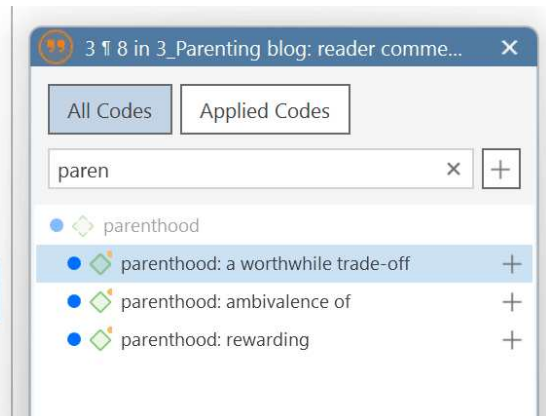 3 ¶ 8 in 3_Parenting blog: reader comme...
All Codes Applied Codes
paren
parenthood
parenthood: a worthwhile trade-off
parenthood: ambivalence of
parenthood: rewarding